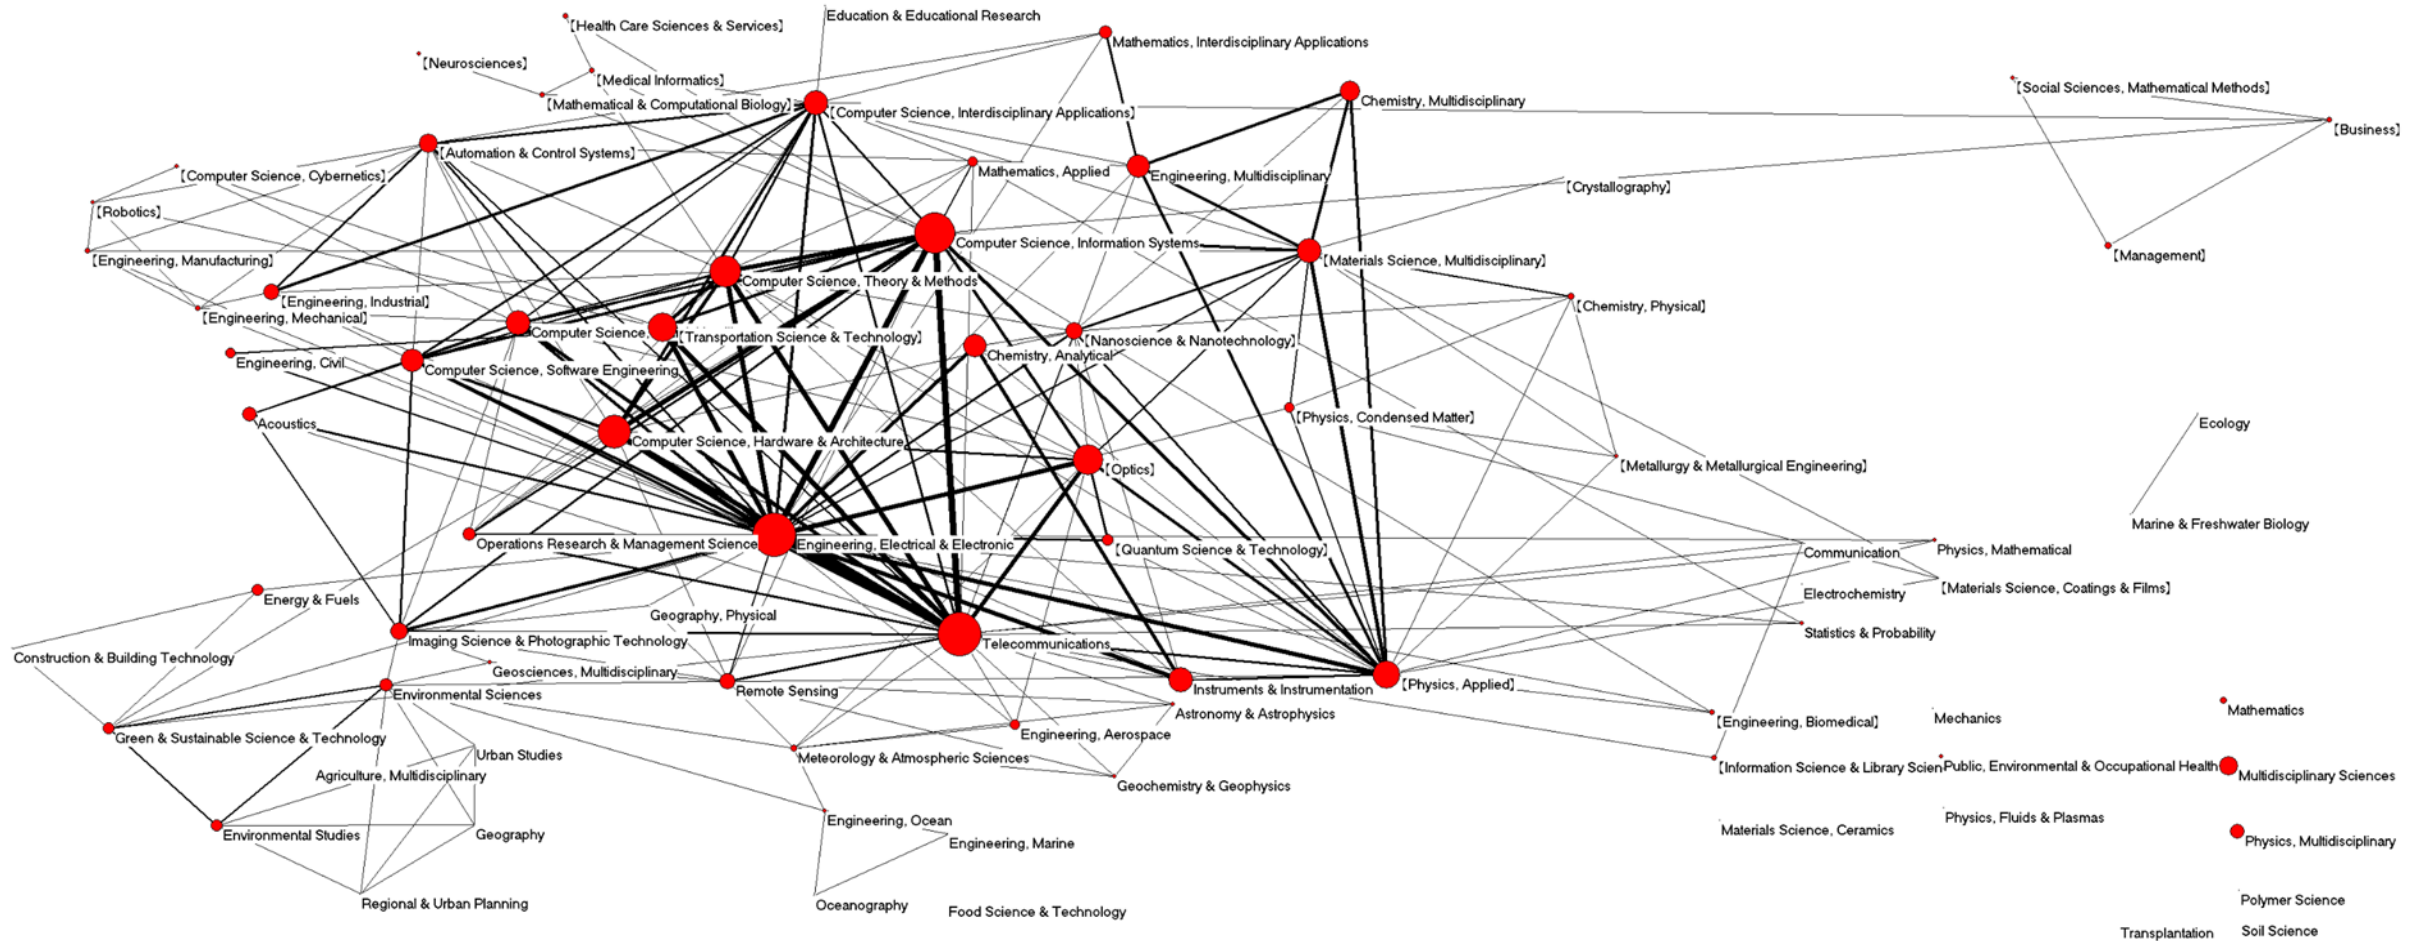 Education & Educational Research
【Health Care Sciences & Services】
Mathematics, Interdisciplinary Applications
【Neurosciences】
【Medical Informatics】
【Social Sciences, Mathematical Methods】
【Mathematical & Computational Biology】
Chemistry, Multidisciplinary
【Computer Science, Interdisciplinary Applications】
【Business】
【Automation & Control Systems】
Mathematics, Applied
【Computer Science, Cybernetics】
Engineering, Multidisciplinary
【Crystallography】
【Robotics】
Computer Science, Information Systems
【Management】
【Engineering, Manufacturing】
【Materials Science, Multidisciplinary】
Computer Science, Theory & Methods
【Engineering, Industrial】
【Chemistry, Physical】
【Engineering, Mechanical】
Computer Science,
【Transportation Science & Technology】
【Nanoscience & Nanotechnology】
Chemistry, Analytical
Engineering, Civil
Computer Science, Software Engineering
【Physics, Condensed Matter】
Acoustics
Ecology
Computer Science, Hardware & Architecture
【Optics】
【Metallurgy & Metallurgical Engineering】
Marine & Freshwater Biology
Operations Research & Management Science
Engineering, Electrical & Electronic
【Quantum Science & Technology】
Communication
Physics, Mathematical
【Materials Science, Coatings & Films】
Electrochemistry
Energy & Fuels
Geography, Physical
Statistics & Probability
Imaging Science & Photographic Technology
Telecommunications
Construction & Building Technology
Geosciences, Multidisciplinary
【Physics, Applied】
Environmental Sciences
Remote Sensing
Instruments & Instrumentation
Mathematics
Astronomy & Astrophysics
Mechanics
【Engineering, Biomedical】
Green & Sustainable Science & Technology
Engineering, Aerospace
Urban Studies
Meteorology & Atmospheric Sciences
【Information Science & Library Scien
Public, Environmental & Occupational Health
Multidisciplinary Sciences
Agriculture, Multidisciplinary
Geochemistry & Geophysics
Engineering, Ocean
Physics, Fluids & Plasmas
Materials Science, Ceramics
Environmental Studies
Geography
Engineering, Marine
Physics, Multidisciplinary
Regional & Urban Planning
Oceanography
Food Science & Technology
Polymer Science
Transplantation
Soil Science